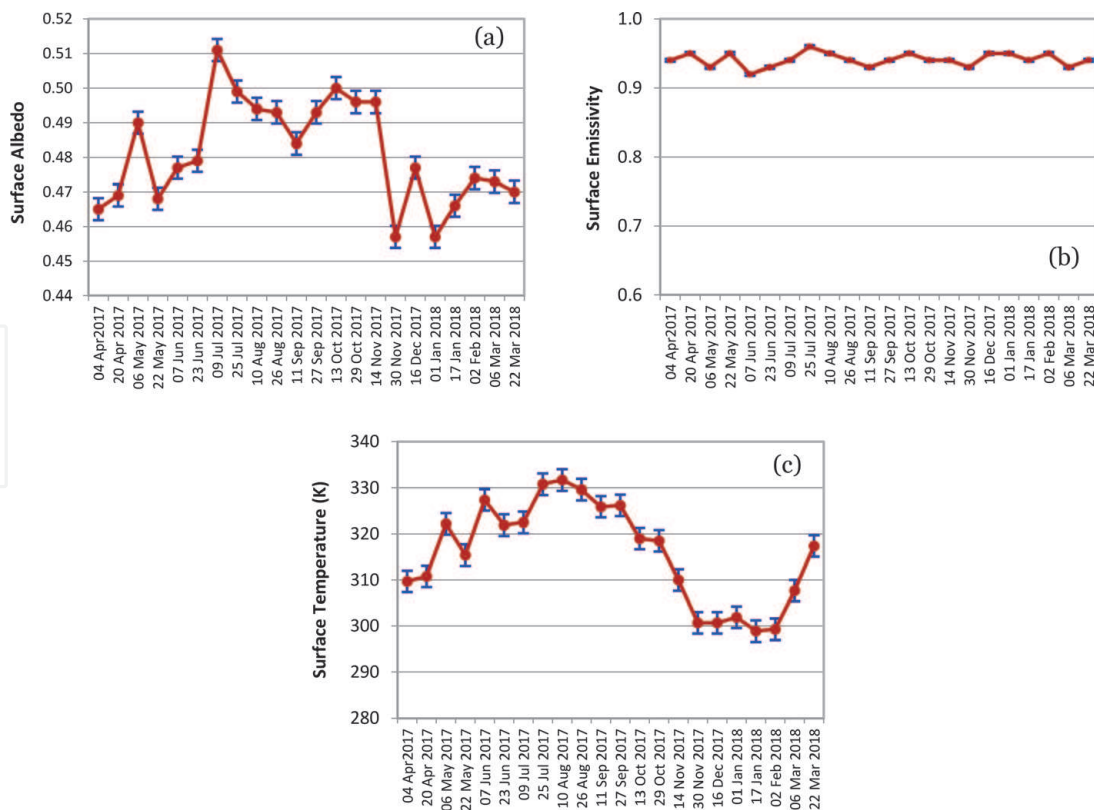 (a)
Surface Albedo
0.52
0.51
0.50
0.49
0.48
0.47
0.46
0.45
0.44
04 Apr2017
20 Apr 2017
06 May 2017
22 May 2017
07 Jun 2017
23 Jun 2017
09 Jul 2017
25 Jul 2017
10 Aug 2017
26 Aug 2017
11 Sep 2017
27 Sep 2017
13 Oct 2017
29 Oct 2017
14 Nov 2017
30 Nov 2017
16 Dec 2017
01 Jan 2018
17 Jan 2018
02 Feb 2018
06 Mar 2018
22 Mar 2018
(b)
Surface Emissivity
1.0
0.9
0.8
0.7
0.6
04 Apr2017
20 Apr 2017
06 May 2017
22 May 2017
07 Jun 2017
23 Jun 2017
09 Jul 2017
25 Jul 2017
10 Aug 2017
26 Aug 2017
11 Sep 2017
27 Sep 2017
13 Oct 2017
29 Oct 2017
14 Nov 2017
30 Nov 2017
16 Dec 2017
01 Jan 2018
17 Jan 2018
02 Feb 2018
06 Mar 2018
22 Mar 2018
(c)
Surface Temperature (K)
340
330
320
310
300
290
280
04 Apr2017
20 Apr 2017
06 May 2017
22 May 2017
07 Jun 2017
23 Jun 2017
09 Jul 2017
25 Jul 2017
10 Aug 2017
26 Aug 2017
11 Sep 2017
27 Sep 2017
13 Oct 2017
29 Oct 2017
14 Nov 2017
30 Nov 2017
16 Dec 2017
01 Jan 2018
17 Jan 2018
02 Feb 2018
06 Mar 2018
22 Mar 2018